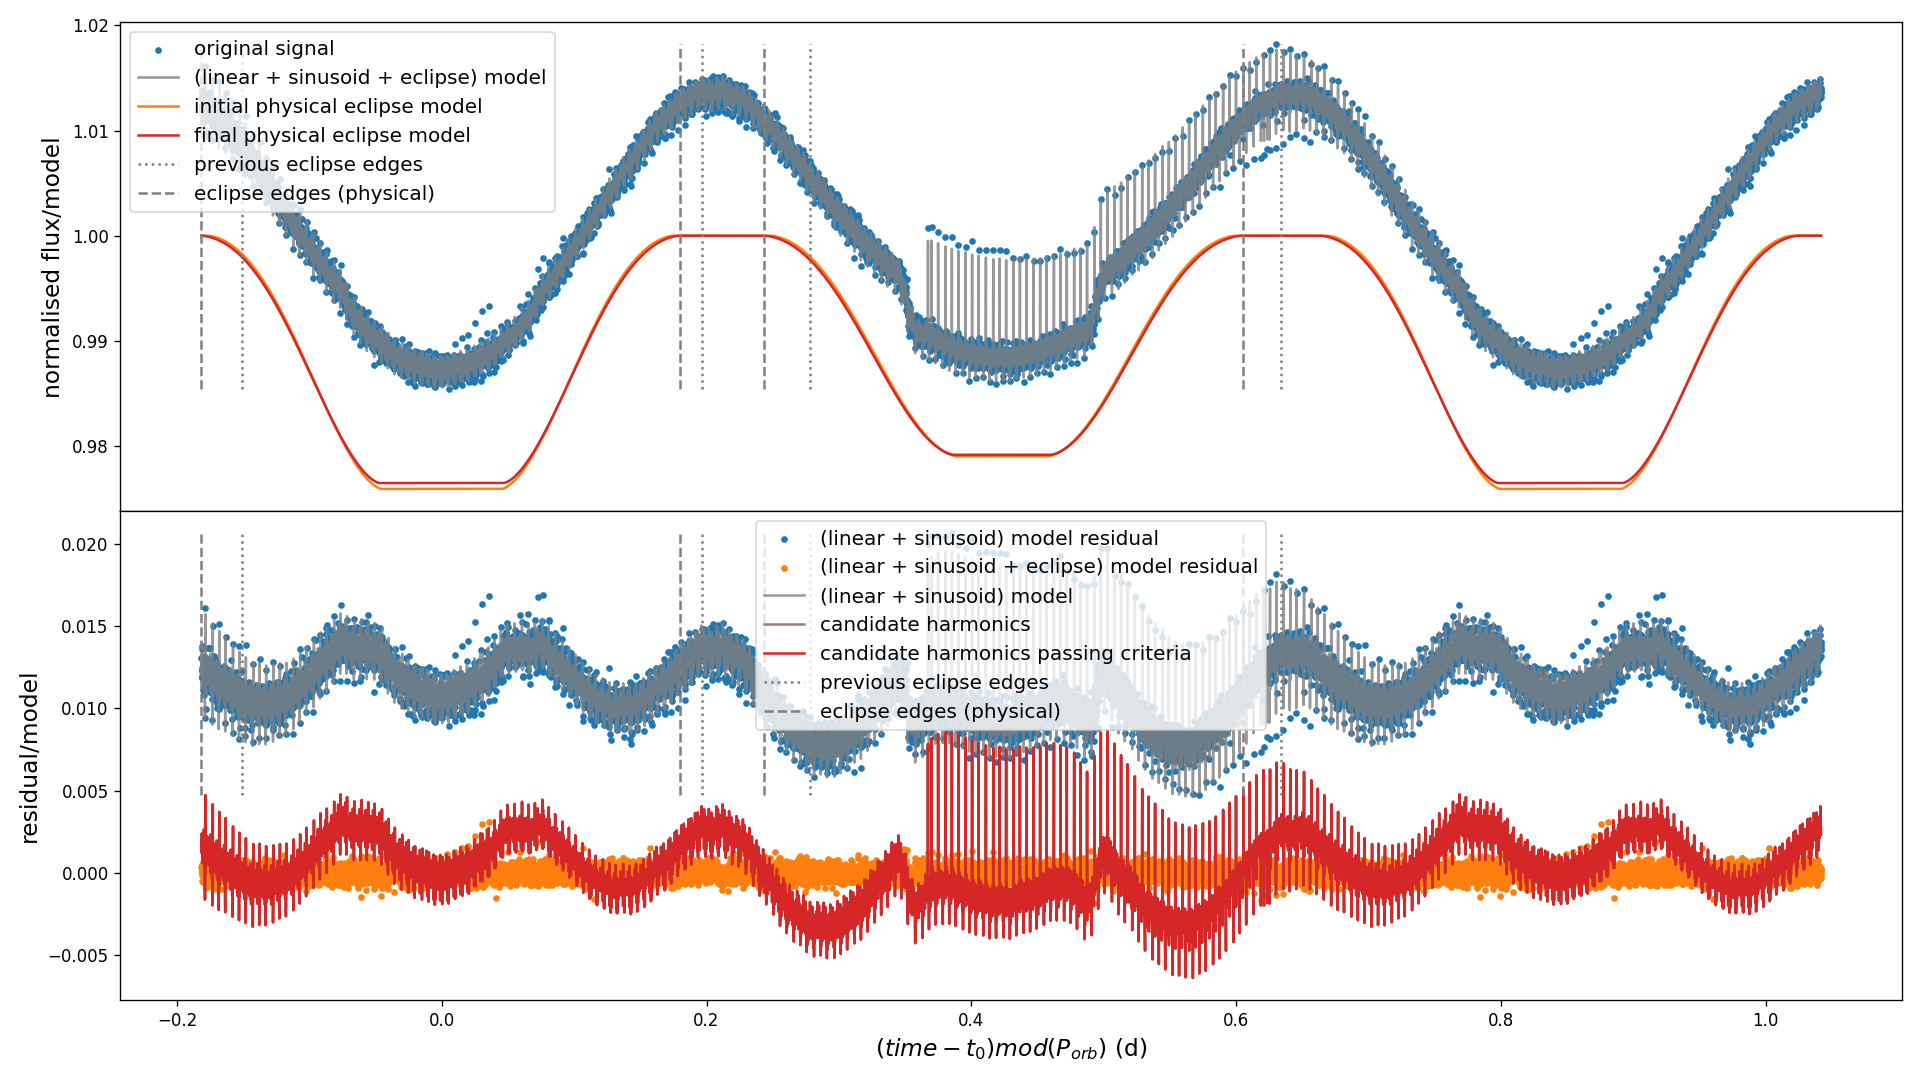 1.02
1.01
1.00
0.99
0.98
normalised flux/model
original signal
(linear + sinusoid + eclipse) model
initial physical eclipse model
final physical eclipse model
previous eclipse edges
eclipse edges (physical)
0.020
0.015
0.010
0.005
0.000
−0.005
residual/model
(linear + sinusoid) model residual
(linear + sinusoid + eclipse) model residual
(linear + sinusoid) model
candidate harmonics
candidate harmonics passing criteria
previous eclipse edges
eclipse edges (physical)
−0.2 0.0 0.2 0.4 0.6 0.8 1.0
(time − t₀)mod(P_orb) (d)